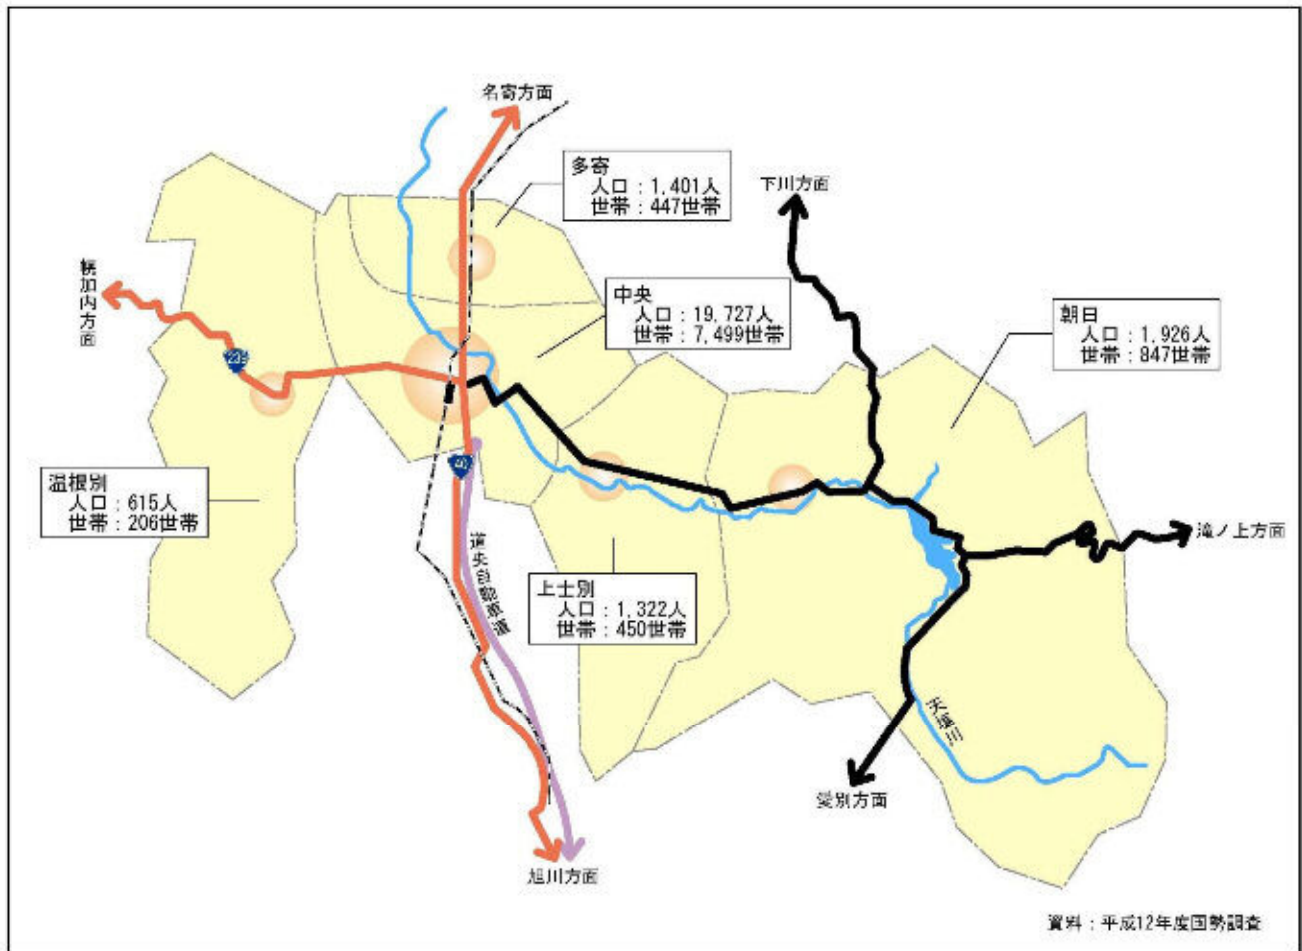 名寄方面
多寄
人口：1,401人
世帯：447世帯
下川方面
幌加内方面
中央
人口：19,727人
世帯：7,499世帯
朝日
人口：1,926人
世帯：847世帯
239
40
温根別
人口：615人
世帯：206世帯
道央自動車道
上士別
人口：1,322人
世帯：450世帯
滝ノ上方面
天塩川
愛別方面
旭川方面
資料：平成12年度国勢調査